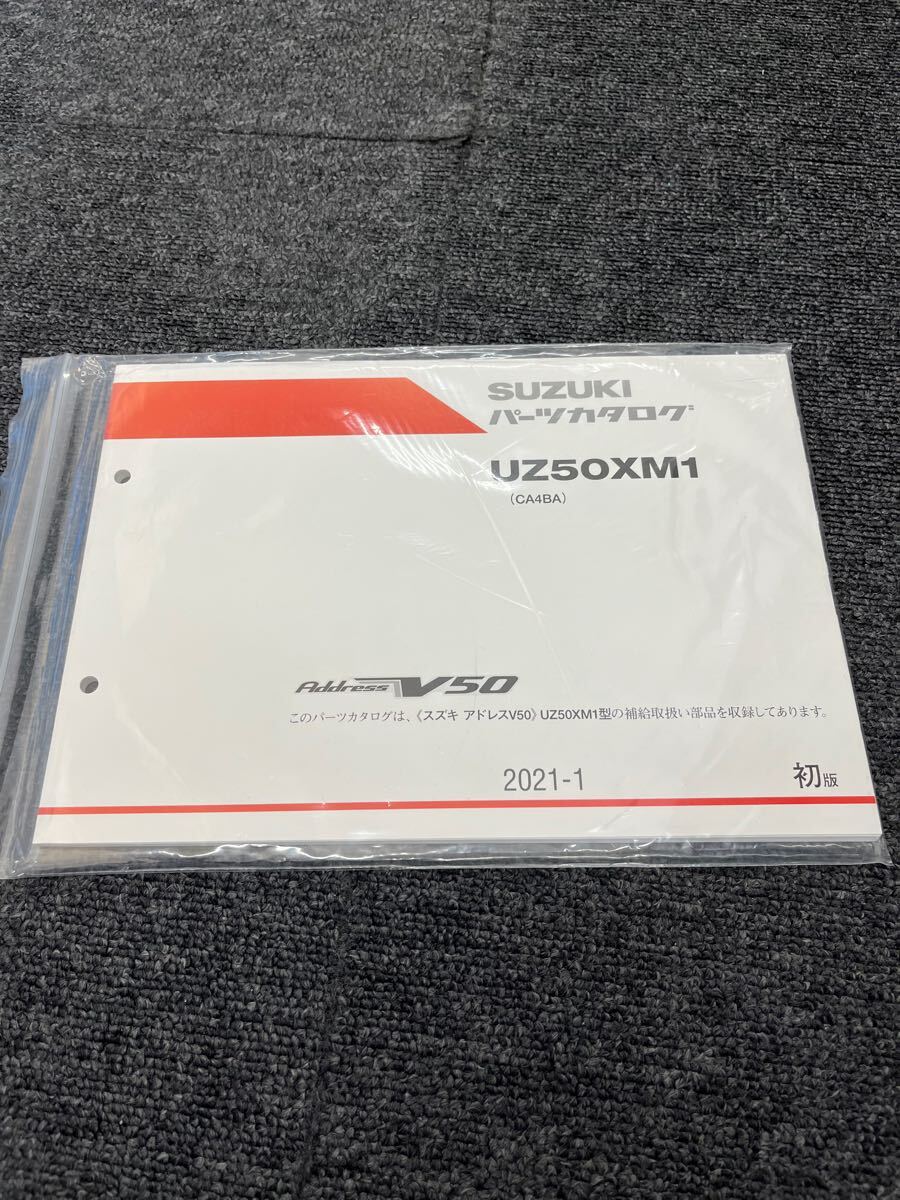 SUZUKI
パーツカタログ
UZ50XM1
(CA4BA)
Address V50
このパーツカタログは、《スズキ アドレスV50》UZ50XM1型の補給取扱い部品を収録してあります。
2021-1
初版